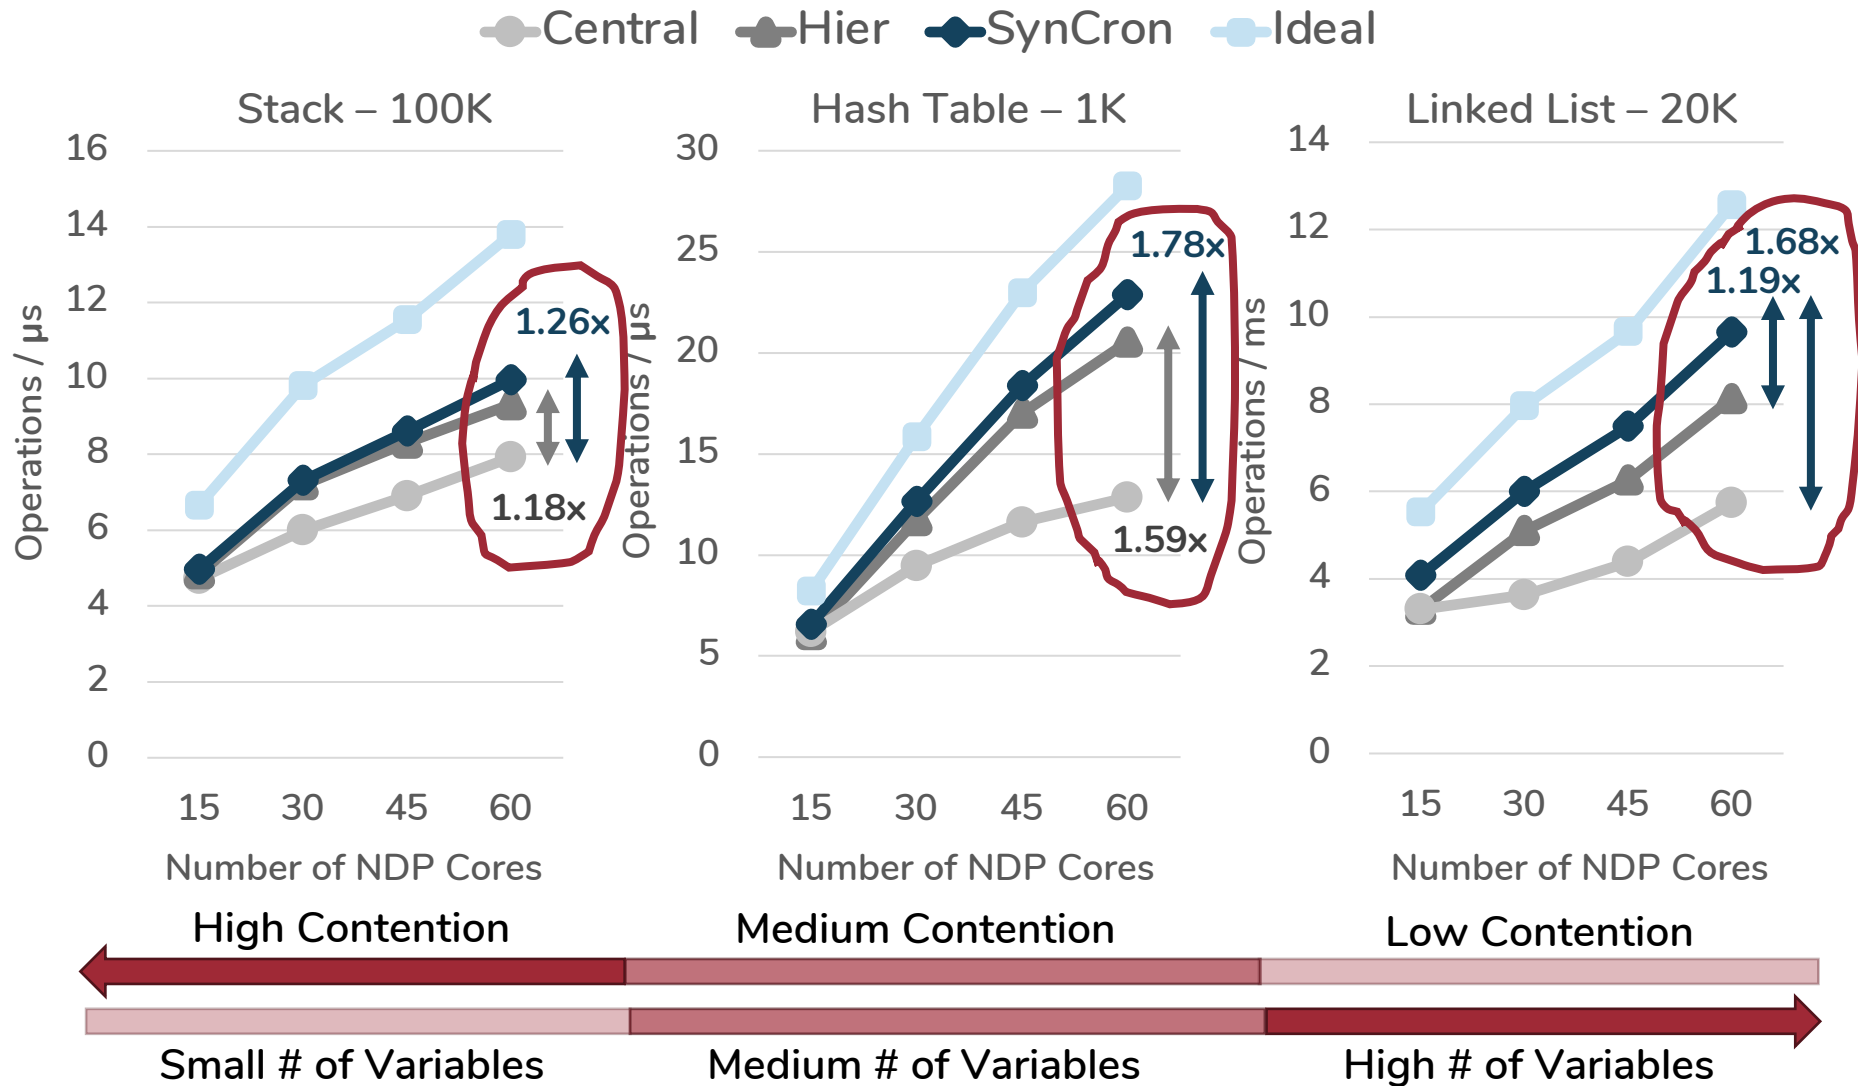 Central Hier SynCron Ideal
Stack – 100K
16
14
12
10
8
6
4
2
0
Operations / µs
1.26x
1.18x
15 30 45 60
Number of NDP Cores
Hash Table – 1K
30
25
20
15
10
5
0
Operations / µs
1.78x
1.59x
15 30 45 60
Number of NDP Cores
Linked List – 20K
14
12
10
8
6
4
2
0
Operations / ms
1.68x
1.19x
15 30 45 60
Number of NDP Cores
High Contention Medium Contention Low Contention
Small # of Variables Medium # of Variables High # of Variables